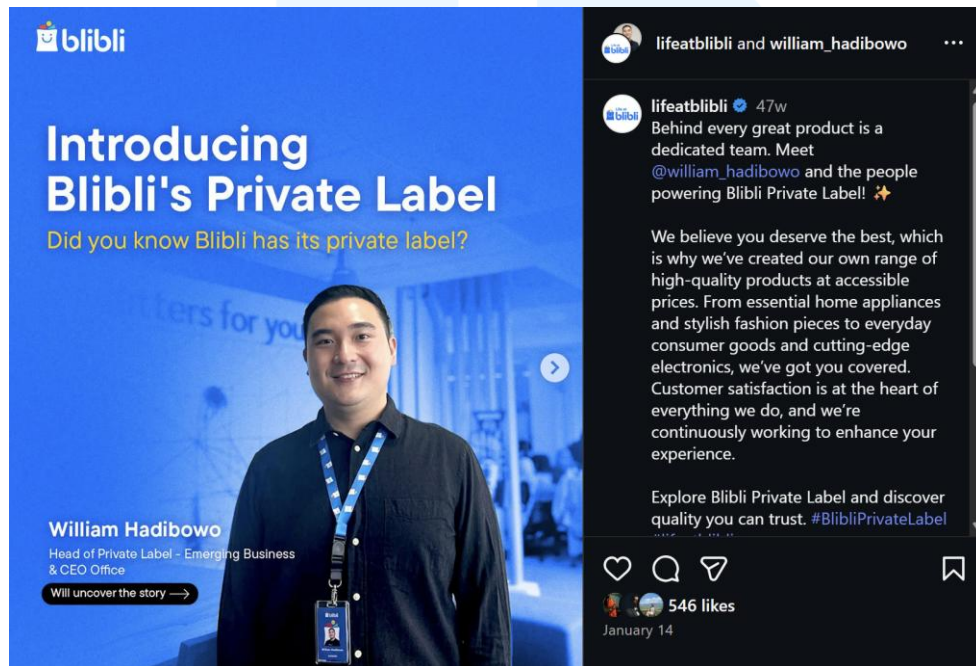 blibli
Introducing
Blibli's Private Label
Did you know Blibli has its private label?
William Hadibowo
Head of Private Label - Emerging Business
& CEO Office
Will uncover the story
lifeatblibli and william_hadibowo
lifeatblibli 47w
Behind every great product is a
dedicated team. Meet
@william_hadibowo and the people
powering Blibli Private Label! ✨
We believe you deserve the best, which
is why we've created our own range of
high-quality products at accessible
prices. From essential home appliances
and stylish fashion pieces to everyday
consumer goods and cutting-edge
electronics, we've got you covered.
Customer satisfaction is at the heart of
everything we do, and we're
continuously working to enhance your
experience.
Explore Blibli Private Label and discover
quality you can trust. #BlibliPrivateLabel
546 likes
January 14